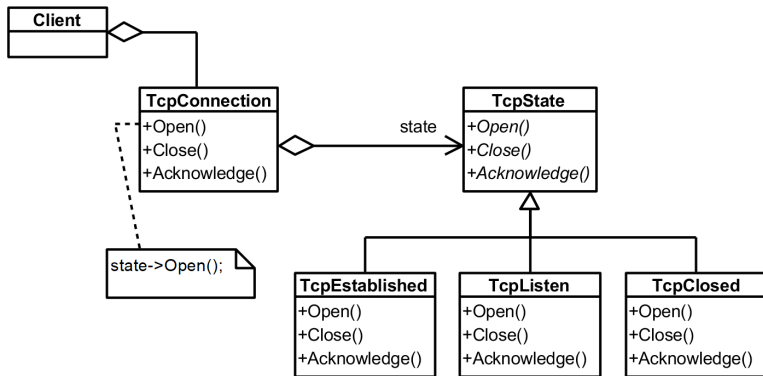 Client
TcpConnection
+Open()
+Close()
+Acknowledge()
state
TcpState
+Open()
+Close()
+Acknowledge()
state->Open();
TcpEstablished
+Open()
+Close()
+Acknowledge()
TcpListen
+Open()
+Close()
+Acknowledge()
TcpClosed
+Open()
+Close()
+Acknowledge()